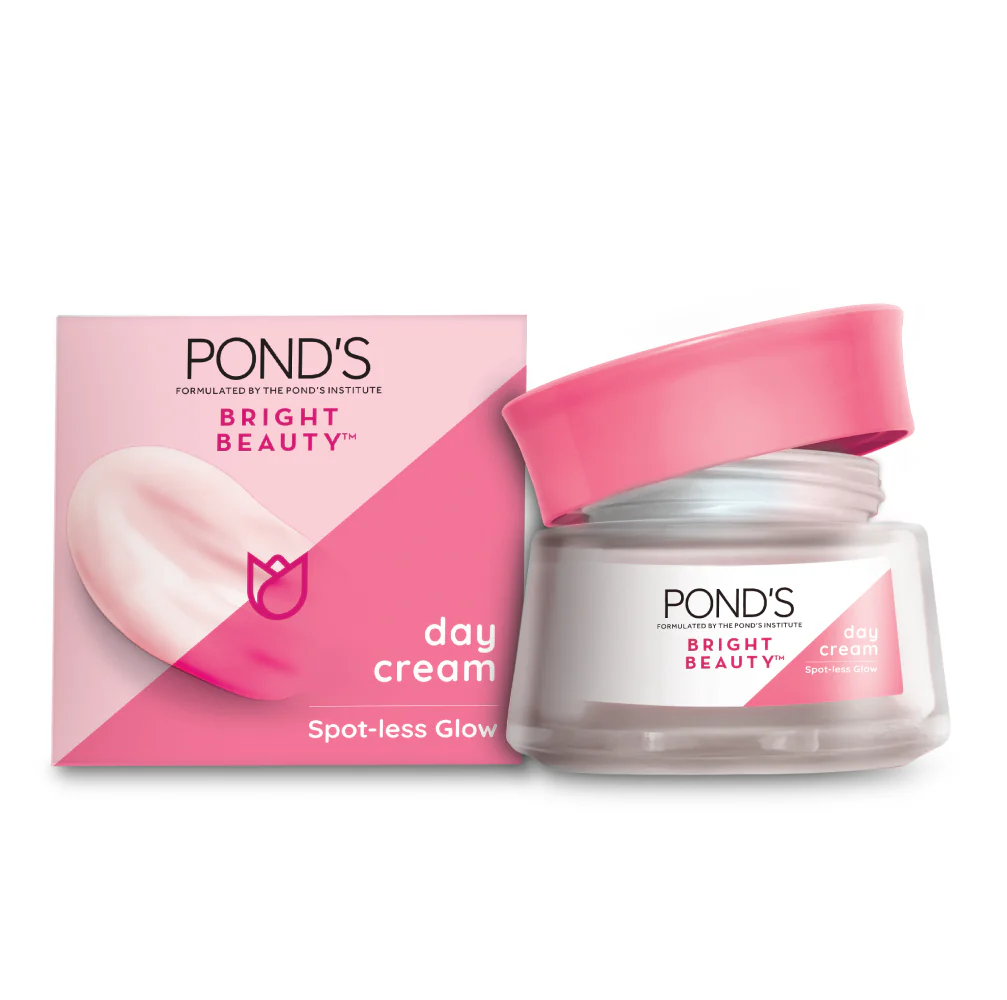 POND'S
FORMULATED BY THE POND'S INSTITUTE
BRIGHT
BEAUTY™
day
cream
Spot-less Glow
POND'S
FORMULATED BY THE POND'S INSTITUTE
BRIGHT
BEAUTY™
day
cream
Spot-less Glow